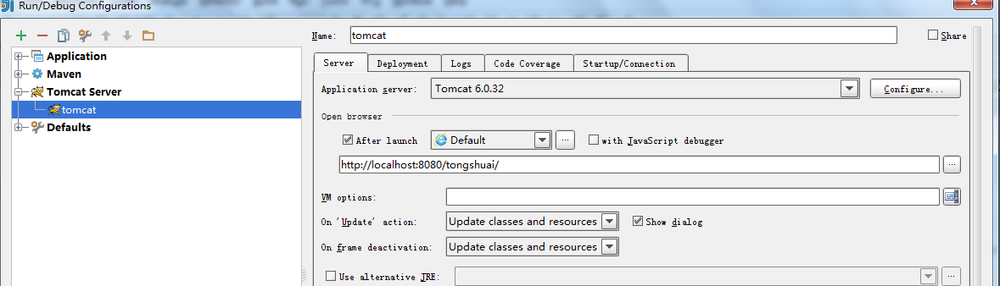 Run/Debug Configurations
Name: tomcat Share
Application
Maven
Tomcat Server
tomcat
Defaults
Server Deployment Logs Code Coverage Startup/Connection
Application server: Tomcat 6.0.32 Configure...
Open browser
After launch Default ... with JavaScript debugger
http://localhost:8080/tongshuai/ ...
VM options:
On 'Update' action: Update classes and resources Show dialog
On frame deactivation: Update classes and resources
Use alternative JRE: ...